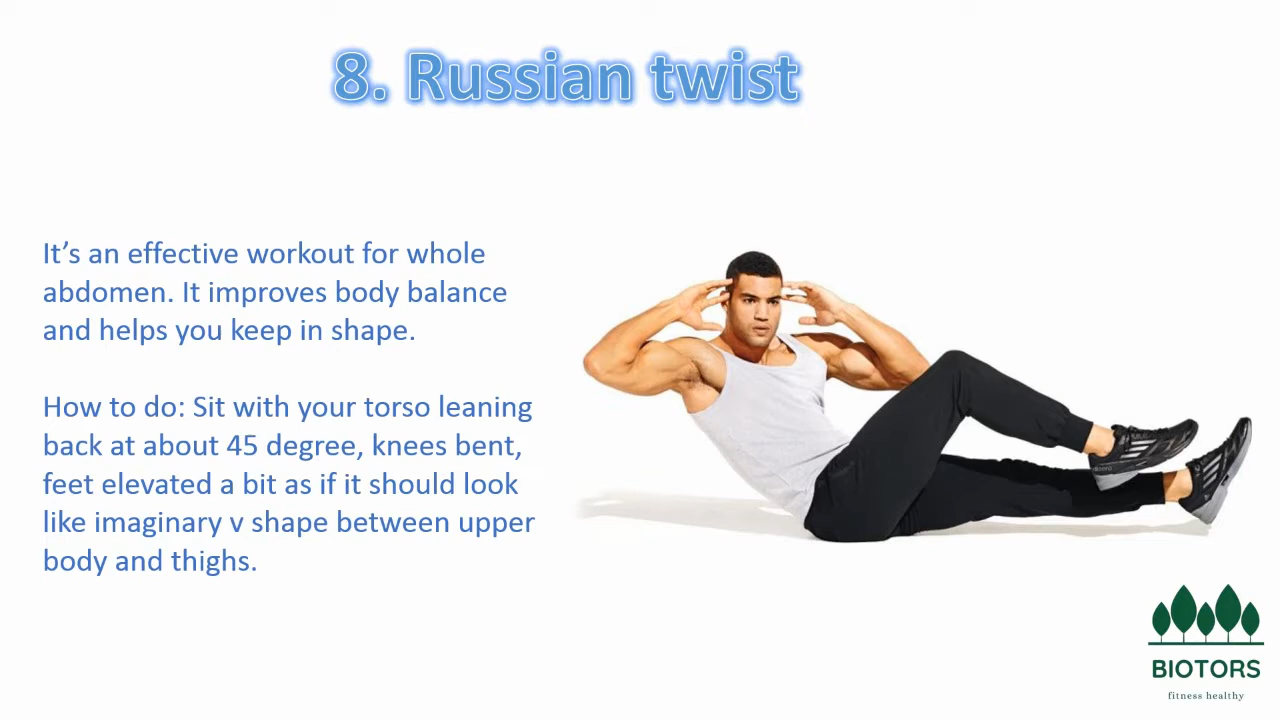 8. Russian twist
It’s an effective workout for whole
abdomen. It improves body balance
and helps you keep in shape.
How to do: Sit with your torso leaning
back at about 45 degree, knees bent,
feet elevated a bit as if it should look
like imaginary v shape between upper
body and thighs.
BIOTORS
fitness healthy